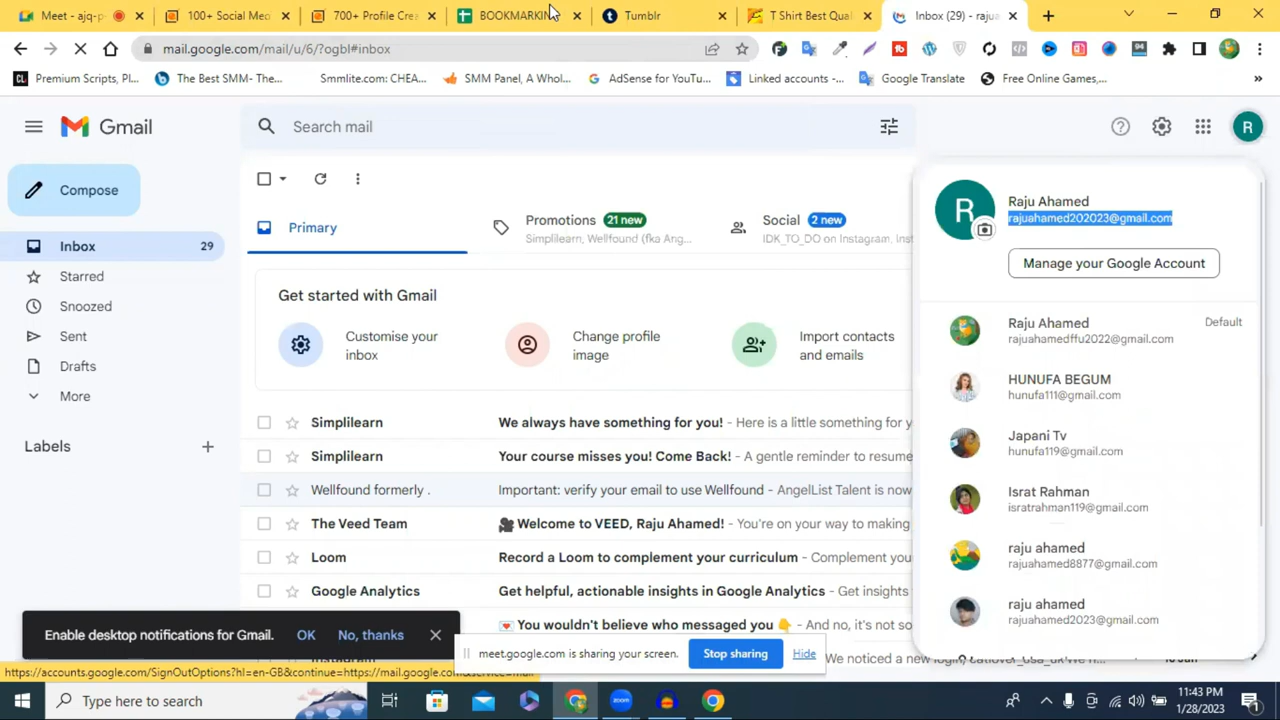 Meet - ajq-p
100+ Social Med
700+ Profile Crea
BOOKMARKIN
Tumblr
T Shirt Best Qual
Inbox (29) - rajua
mail.google.com/mail/u/6/?ogbl#inbox
Premium Scripts, Pl...
The Best SMM- The...
Smmlite.com: CHEA...
SMM Panel, A Whol...
AdSense for YouTu...
Linked accounts -...
Google Translate
Free Online Games,...
Gmail
Search mail
R
Compose
Inbox 29
Starred
Snoozed
Sent
Drafts
More
Labels
Primary
Promotions 21 new
Simplilearn, Wellfound (fka Ang...
Social 2 new
IDK_TO_DO on Instagram, Inst
Get started with Gmail
Customise your
inbox
Change profile
image
Import contacts
and emails
Simplilearn We always have something for you! - Here is a little something for y
Simplilearn Your course misses you! Come Back! - A gentle reminder to resume
Wellfound formerly . Important: verify your email to use Wellfound - AngelList Talent is now
The Veed Team 🎥 Welcome to VEED, Raju Ahamed! - You're on your way to making
Loom Record a Loom to complement your curriculum - Complement you
Google Analytics Get helpful, actionable insights in Google Analytics - Get insights
💌 You wouldn't believe who messaged you 👇 - And no, it's not so
We noticed a new login,
R
Raju Ahamed
rajuahamed202023@gmail.com
Manage your Google Account
Raju Ahamed Default
rajuahamedffu2022@gmail.com
HUNUFA BEGUM
hunufa111@gmail.com
Japani Tv
hunufa119@gmail.com
Israt Rahman
isratrahman119@gmail.com
raju ahamed
rajuahamed8877@gmail.com
raju ahamed
rajuahamed2023@gmail.com
Enable desktop notifications for Gmail. OK No, thanks
meet.google.com is sharing your screen. Stop sharing Hide
https://accounts.google.com/SignOutOptions?hl=en-GB&continue=https://mail.google.com&service=mail
Type here to search
zoom
11:43 PM
1/28/2023